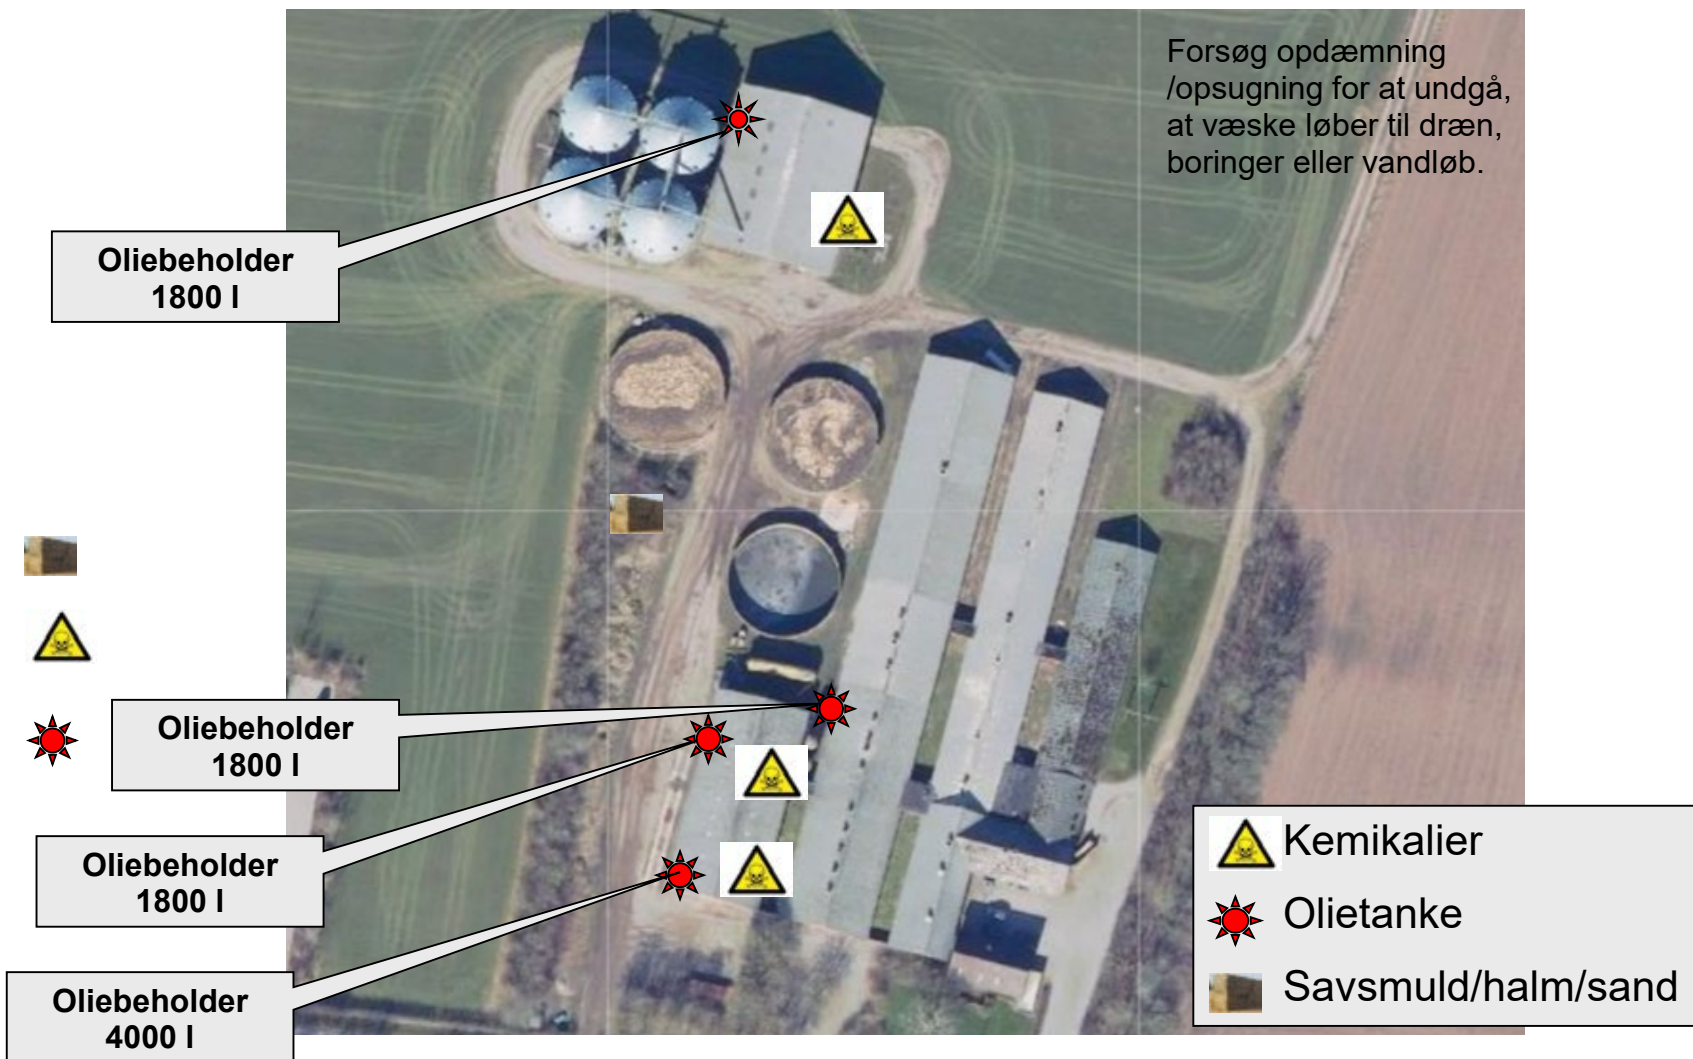 Forsøg opdæmning
/opsugning for at undgå,
at væske løber til dræn,
boringer eller vandløb.
Oliebeholder
1800 l
Oliebeholder
1800 l
Oliebeholder
1800 l
Oliebeholder
4000 l
Kemikalier
Olietanke
Savsmuld/halm/sand